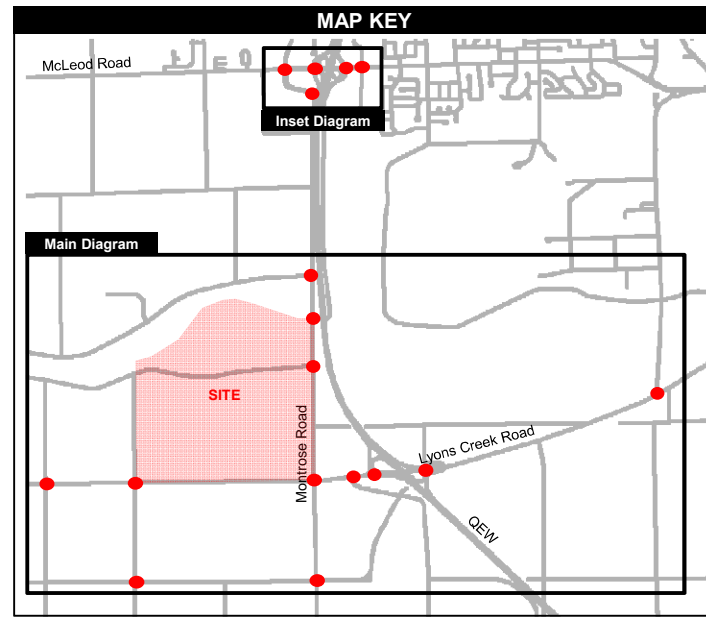 MAP KEY
McLeod Road
Inset Diagram
Main Diagram
SITE
Montrose Road
Lyons Creek Road
QEW